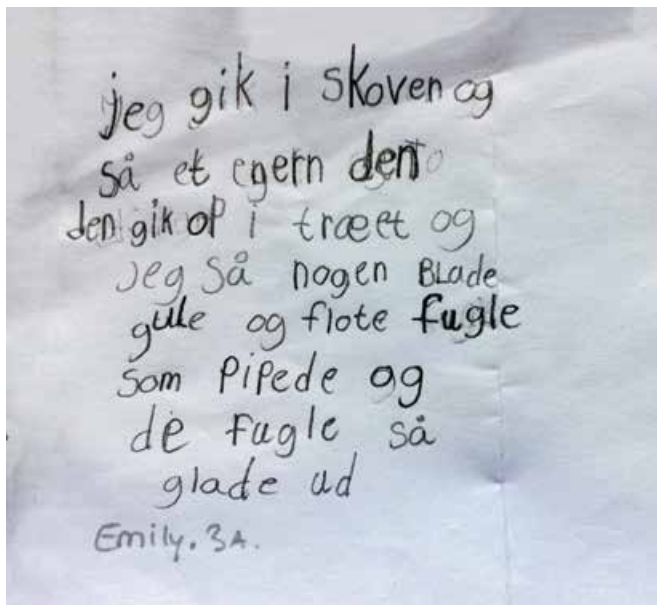 jeg gik i skoven og
så et egern den
den gik op i træet og
jeg så nogen BLade
gule og flote fugle
som pipede og
de fugle så
glade ud
Emily. 3A.